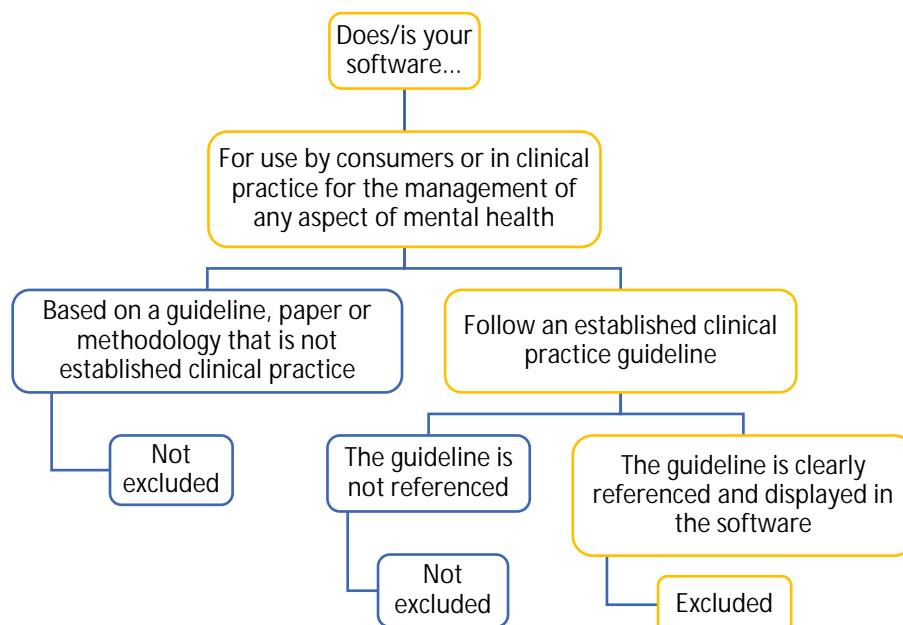 Does/is your
software...
For use by consumers or in clinical
practice for the management of
any aspect of mental health
Based on a guideline, paper or
methodology that is not
established clinical practice
Follow an established clinical
practice guideline
Not
excluded
The guideline is
not referenced
The guideline is clearly
referenced and displayed in
the software
Not
excluded
Excluded